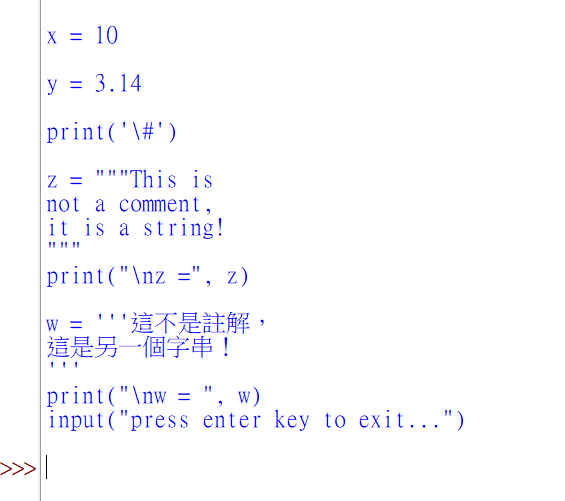 x = 10
y = 3.14
print('\#')
z = """This is
not a comment,
it is a string!
"""
print("\nz =", z)
w = '''這不是註解，
這是另一個字串！
'''
print("\nw = ", w)
input("press enter key to exit...")
>>>